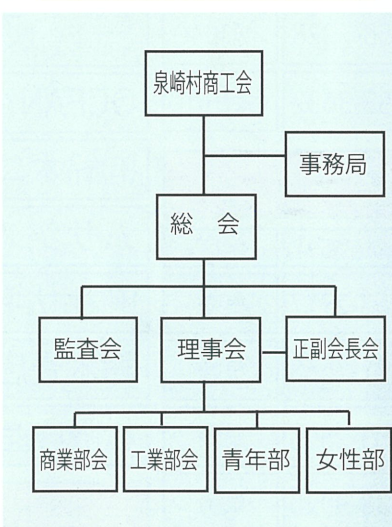 泉崎村商工会
事務局
総　会
監査会
理事会
正副会長会
商業部会
工業部会
青年部
女性部